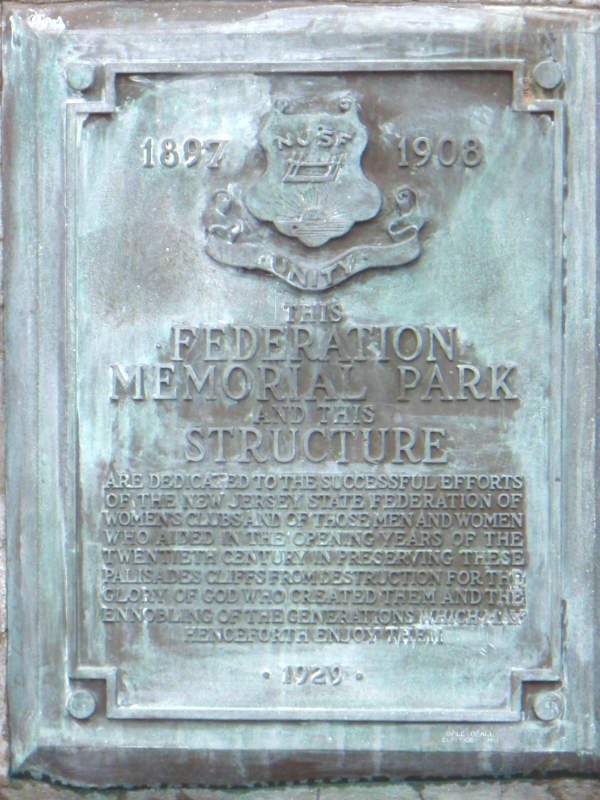 1897 NJSF 1908
UNITY
THIS
FEDERATION
MEMORIAL PARK
AND THIS
STRUCTURE
ARE DEDICATED TO THE SUCCESSFUL EFFORTS
OF THE NEW JERSEY STATE FEDERATION OF
WOMEN'S CLUBS AND OF THOSE MEN AND WOMEN
WHO AIDED IN THE OPENING YEARS OF THE
TWENTIETH CENTURY IN PRESERVING THESE
PALISADES CLIFFS FROM DESTRUCTION FOR THE
GLORY OF GOD WHO CREATED THEM AND THE
ENNOBLING OF THE GENERATIONS WHICH MAY
HENCEFORTH ENJOY THEM
· 1929 ·